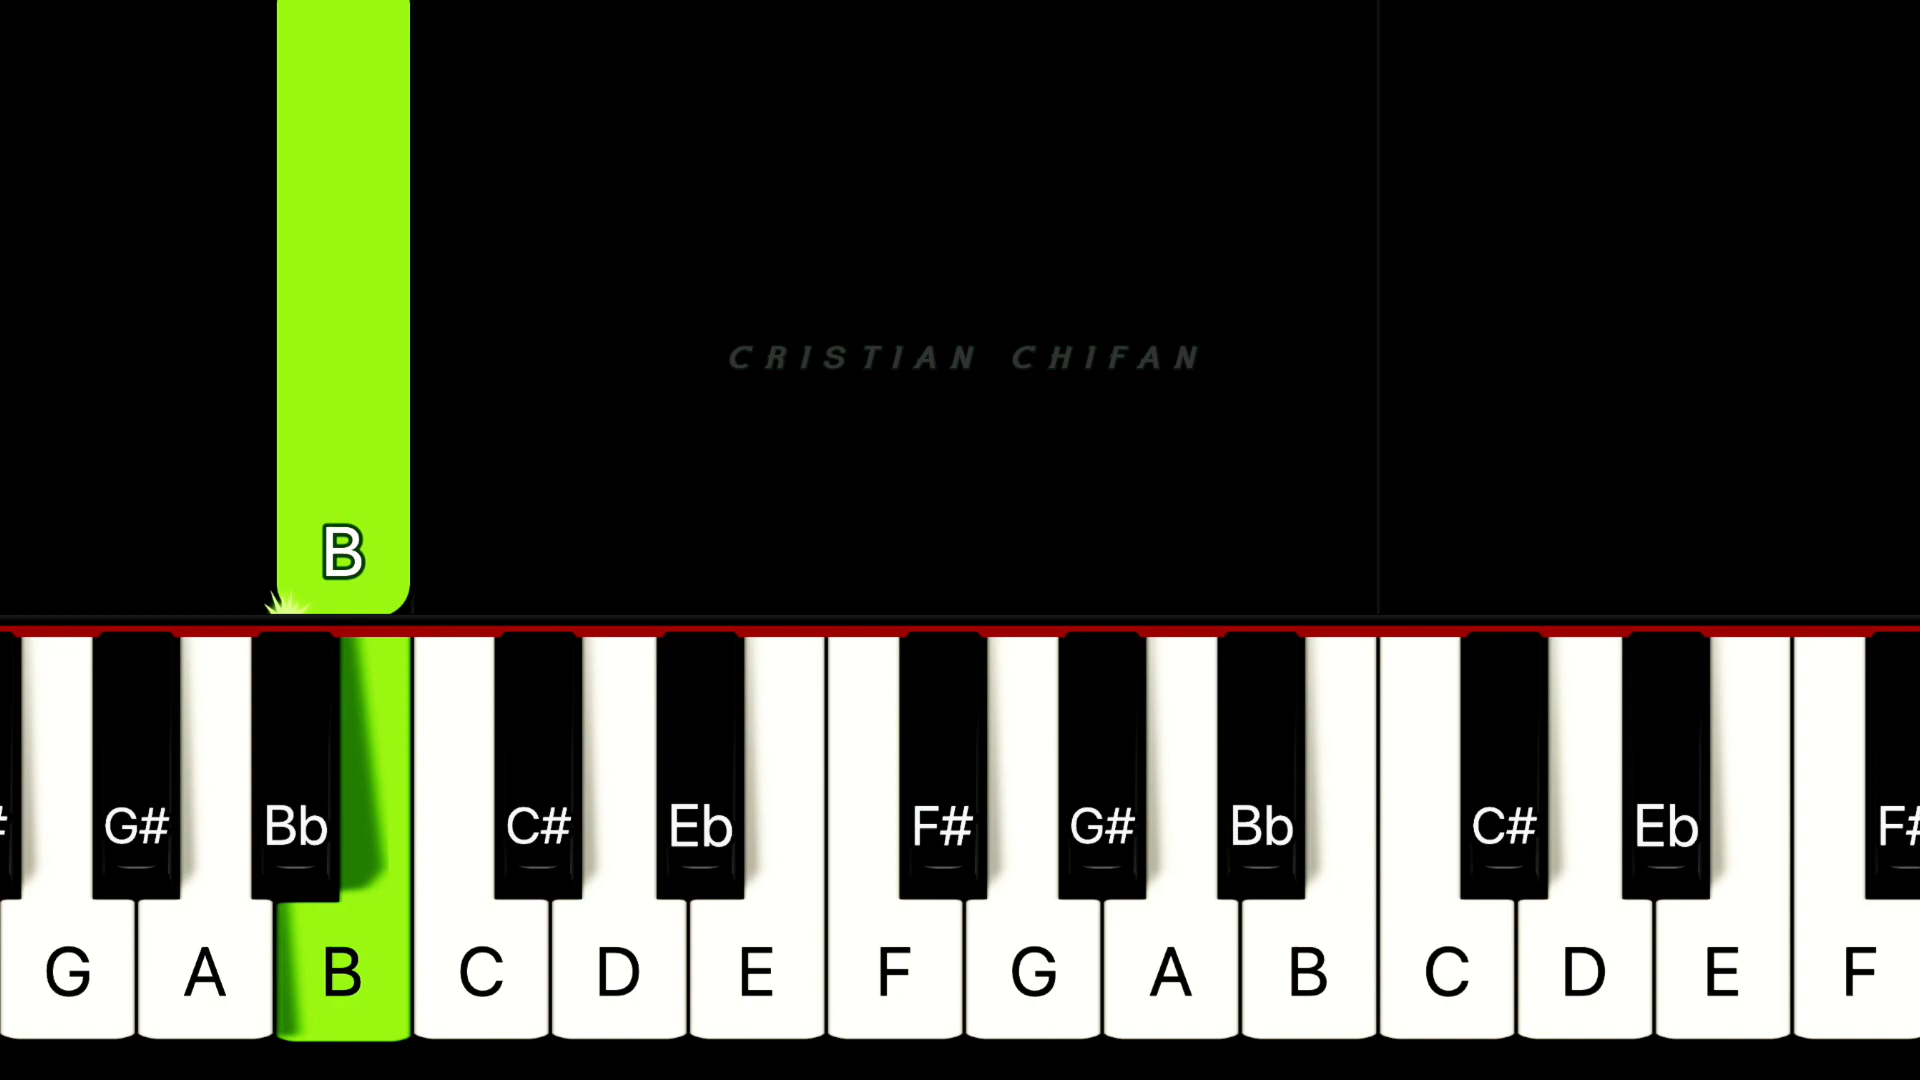 CRISTIAN CHIFAN
B
# G# Bb C# Eb F# G# Bb C# Eb F#
G A B C D E F G A B C D E F